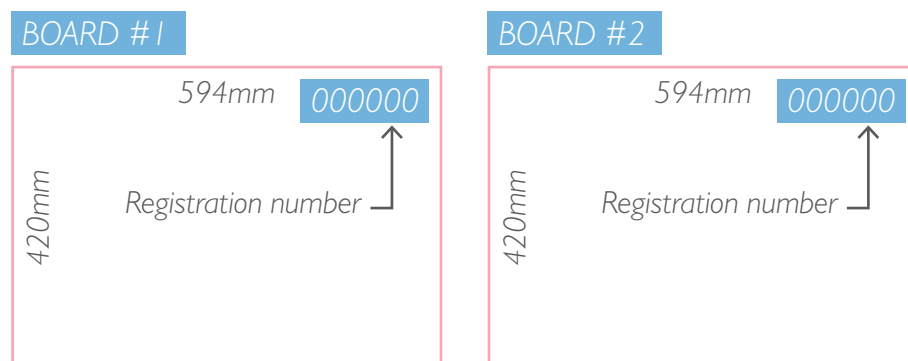 BOARD #1
594mm
000000
420mm
Registration number
BOARD #2
594mm
000000
420mm
Registration number